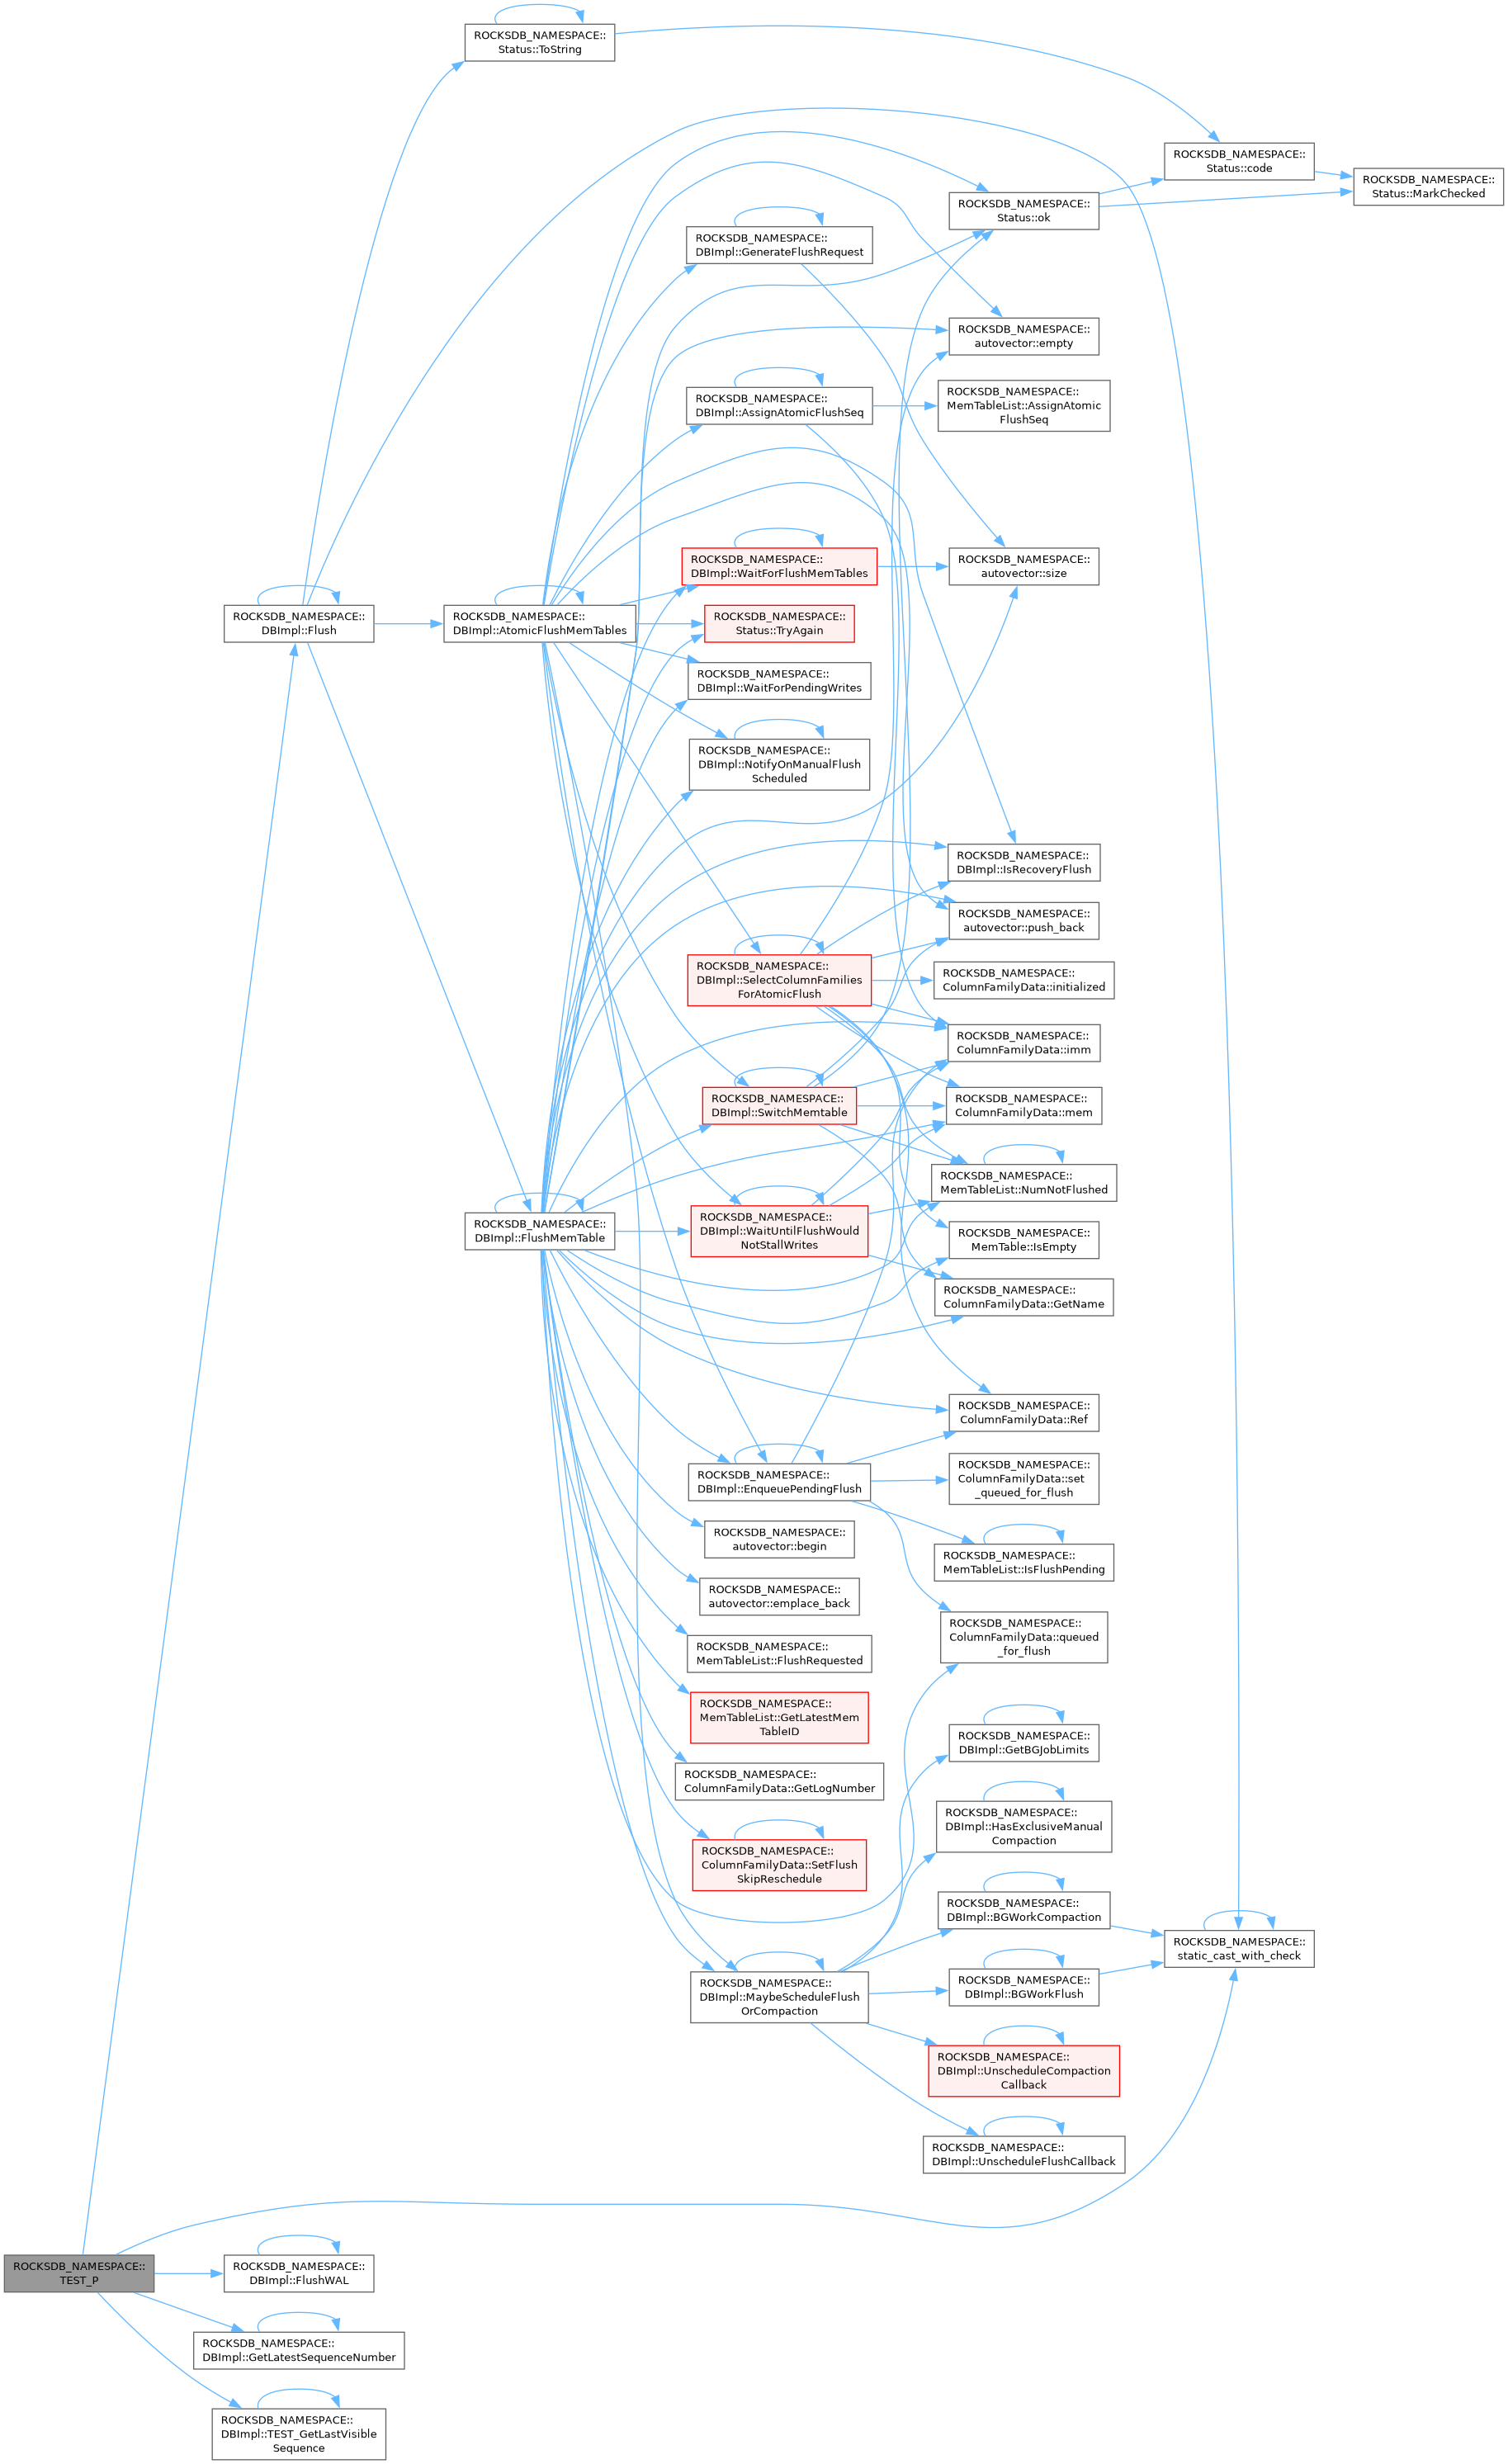 ROCKSDB_NAMESPACE::
Status::ToString
ROCKSDB_NAMESPACE::
Status::code
ROCKSDB_NAMESPACE::
Status::MarkChecked
ROCKSDB_NAMESPACE::
Status::ok
ROCKSDB_NAMESPACE::
DBImpl::GenerateFlushRequest
ROCKSDB_NAMESPACE::
autovector::empty
ROCKSDB_NAMESPACE::
DBImpl::AssignAtomicFlushSeq
ROCKSDB_NAMESPACE::
MemTableList::AssignAtomic
FlushSeq
ROCKSDB_NAMESPACE::
DBImpl::WaitForFlushMemTables
ROCKSDB_NAMESPACE::
autovector::size
ROCKSDB_NAMESPACE::
DBImpl::Flush
ROCKSDB_NAMESPACE::
DBImpl::AtomicFlushMemTables
ROCKSDB_NAMESPACE::
Status::TryAgain
ROCKSDB_NAMESPACE::
DBImpl::WaitForPendingWrites
ROCKSDB_NAMESPACE::
DBImpl::NotifyOnManualFlush
Scheduled
ROCKSDB_NAMESPACE::
DBImpl::IsRecoveryFlush
ROCKSDB_NAMESPACE::
autovector::push_back
ROCKSDB_NAMESPACE::
DBImpl::SelectColumnFamilies
ForAtomicFlush
ROCKSDB_NAMESPACE::
ColumnFamilyData::initialized
ROCKSDB_NAMESPACE::
ColumnFamilyData::imm
ROCKSDB_NAMESPACE::
DBImpl::SwitchMemtable
ROCKSDB_NAMESPACE::
ColumnFamilyData::mem
ROCKSDB_NAMESPACE::
MemTableList::NumNotFlushed
ROCKSDB_NAMESPACE::
DBImpl::FlushMemTable
ROCKSDB_NAMESPACE::
DBImpl::WaitUntilFlushWould
NotStallWrites
ROCKSDB_NAMESPACE::
MemTable::IsEmpty
ROCKSDB_NAMESPACE::
ColumnFamilyData::GetName
ROCKSDB_NAMESPACE::
ColumnFamilyData::Ref
ROCKSDB_NAMESPACE::
DBImpl::EnqueuePendingFlush
ROCKSDB_NAMESPACE::
ColumnFamilyData::set
_queued_for_flush
ROCKSDB_NAMESPACE::
autovector::begin
ROCKSDB_NAMESPACE::
MemTableList::IsFlushPending
ROCKSDB_NAMESPACE::
autovector::emplace_back
ROCKSDB_NAMESPACE::
ColumnFamilyData::queued
_for_flush
ROCKSDB_NAMESPACE::
MemTableList::FlushRequested
ROCKSDB_NAMESPACE::
MemTableList::GetLatestMem
TableID
ROCKSDB_NAMESPACE::
DBImpl::GetBGJobLimits
ROCKSDB_NAMESPACE::
ColumnFamilyData::GetLogNumber
ROCKSDB_NAMESPACE::
DBImpl::HasExclusiveManual
Compaction
ROCKSDB_NAMESPACE::
ColumnFamilyData::SetFlush
SkipReschedule
ROCKSDB_NAMESPACE::
DBImpl::BGWorkCompaction
ROCKSDB_NAMESPACE::
static_cast_with_check
ROCKSDB_NAMESPACE::
DBImpl::MaybeScheduleFlush
OrCompaction
ROCKSDB_NAMESPACE::
DBImpl::BGWorkFlush
ROCKSDB_NAMESPACE::
DBImpl::UnscheduleCompaction
Callback
ROCKSDB_NAMESPACE::
DBImpl::UnscheduleFlushCallback
ROCKSDB_NAMESPACE::
TEST_P
ROCKSDB_NAMESPACE::
DBImpl::FlushWAL
ROCKSDB_NAMESPACE::
DBImpl::GetLatestSequenceNumber
ROCKSDB_NAMESPACE::
DBImpl::TEST_GetLastVisible
Sequence